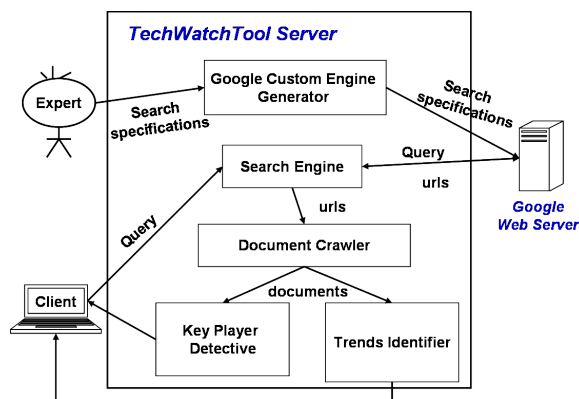 TechWatchTool Server
Google Custom Engine
Generator
Expert
Search
specifications
Search
specifications
Query
urls
Search Engine
Google
Web Server
urls
Query
Document Crawler
documents
Client
Key Player
Detective
Trends Identifier